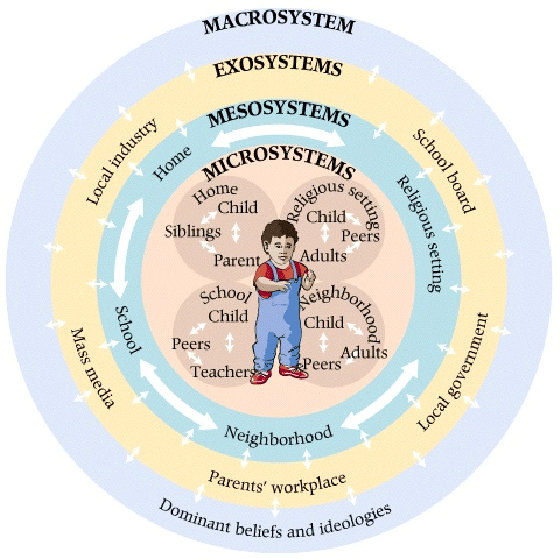 MACROSYSTEM
EXOSYSTEMS
MESOSYSTEMS
MICROSYSTEMS
Local industry
School board
Home
Religious setting
Home
Child
Siblings
Parent
Religious setting
Child
Peers
Adults
School
Child
Peers
Teachers
Neighborhood
Child
Adults
Peers
School
Mass media
Local government
Neighborhood
Parents' workplace
Dominant beliefs and ideologies